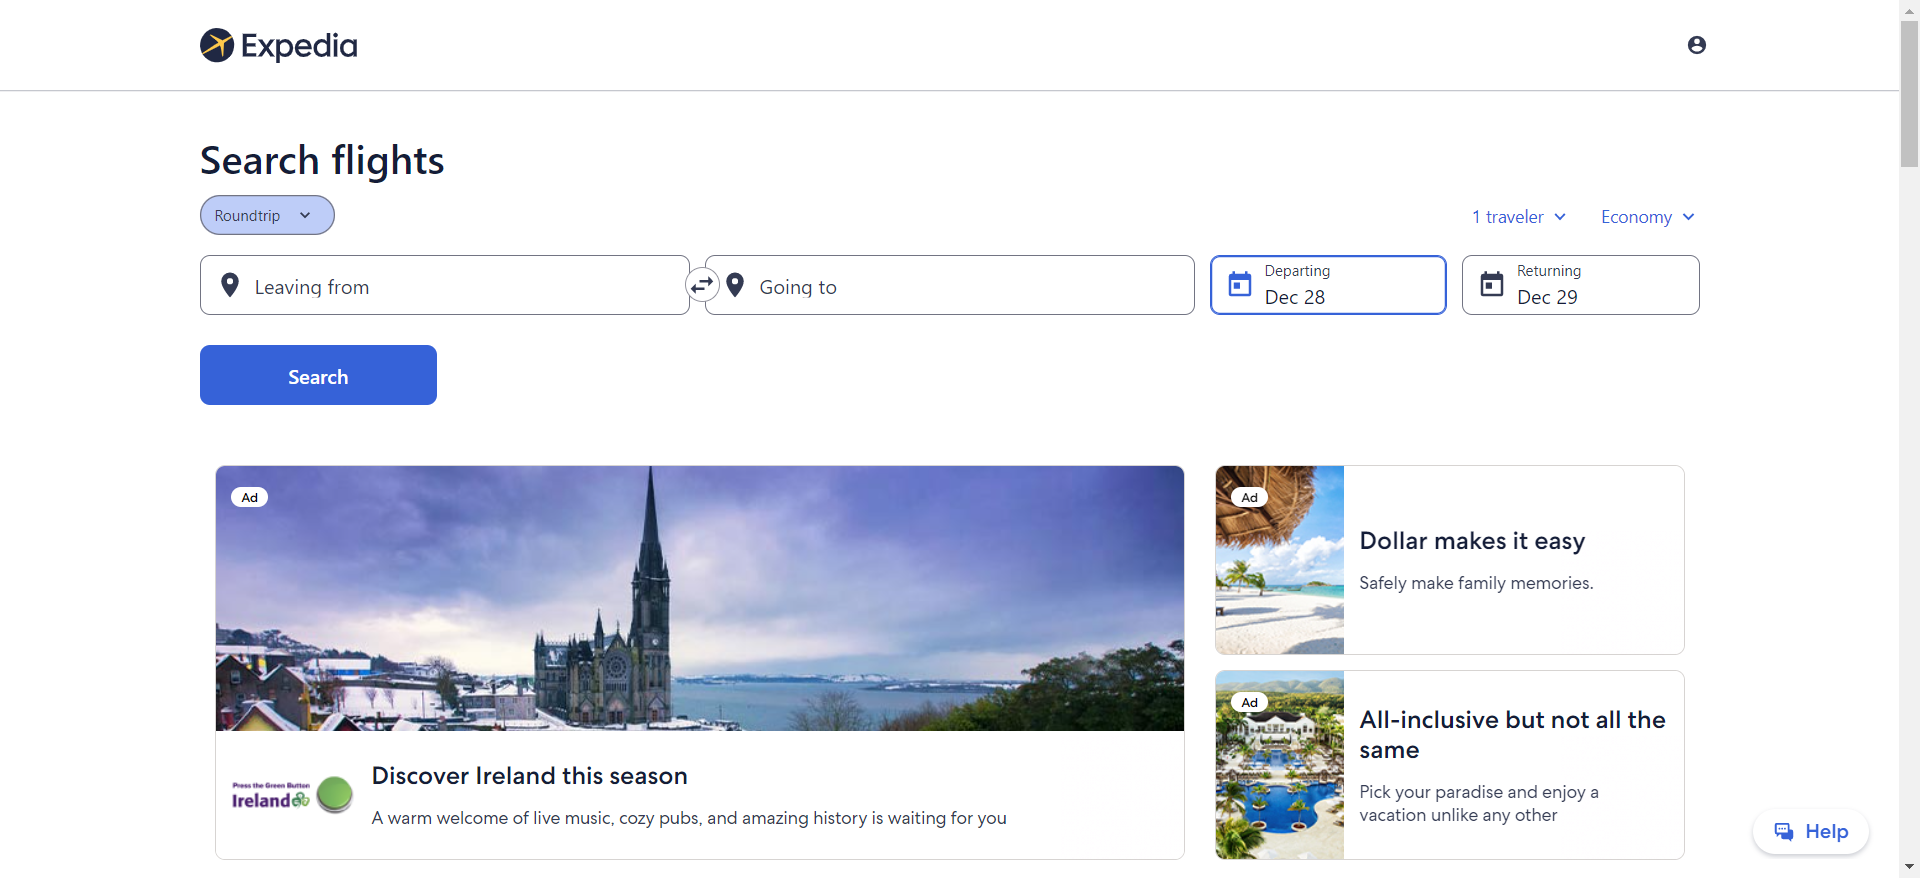 Expedia
Search flights
Roundtrip
1 traveler
Economy
Leaving from
Going to
Departing
Dec 28
Returning
Dec 29
Search
Ad
Press the Green Button
Ireland
Discover Ireland this season
A warm welcome of live music, cozy pubs, and amazing history is waiting for you
Ad
Dollar makes it easy
Safely make family memories.
Ad
All-inclusive but not all the
same
Pick your paradise and enjoy a
vacation unlike any other
Help